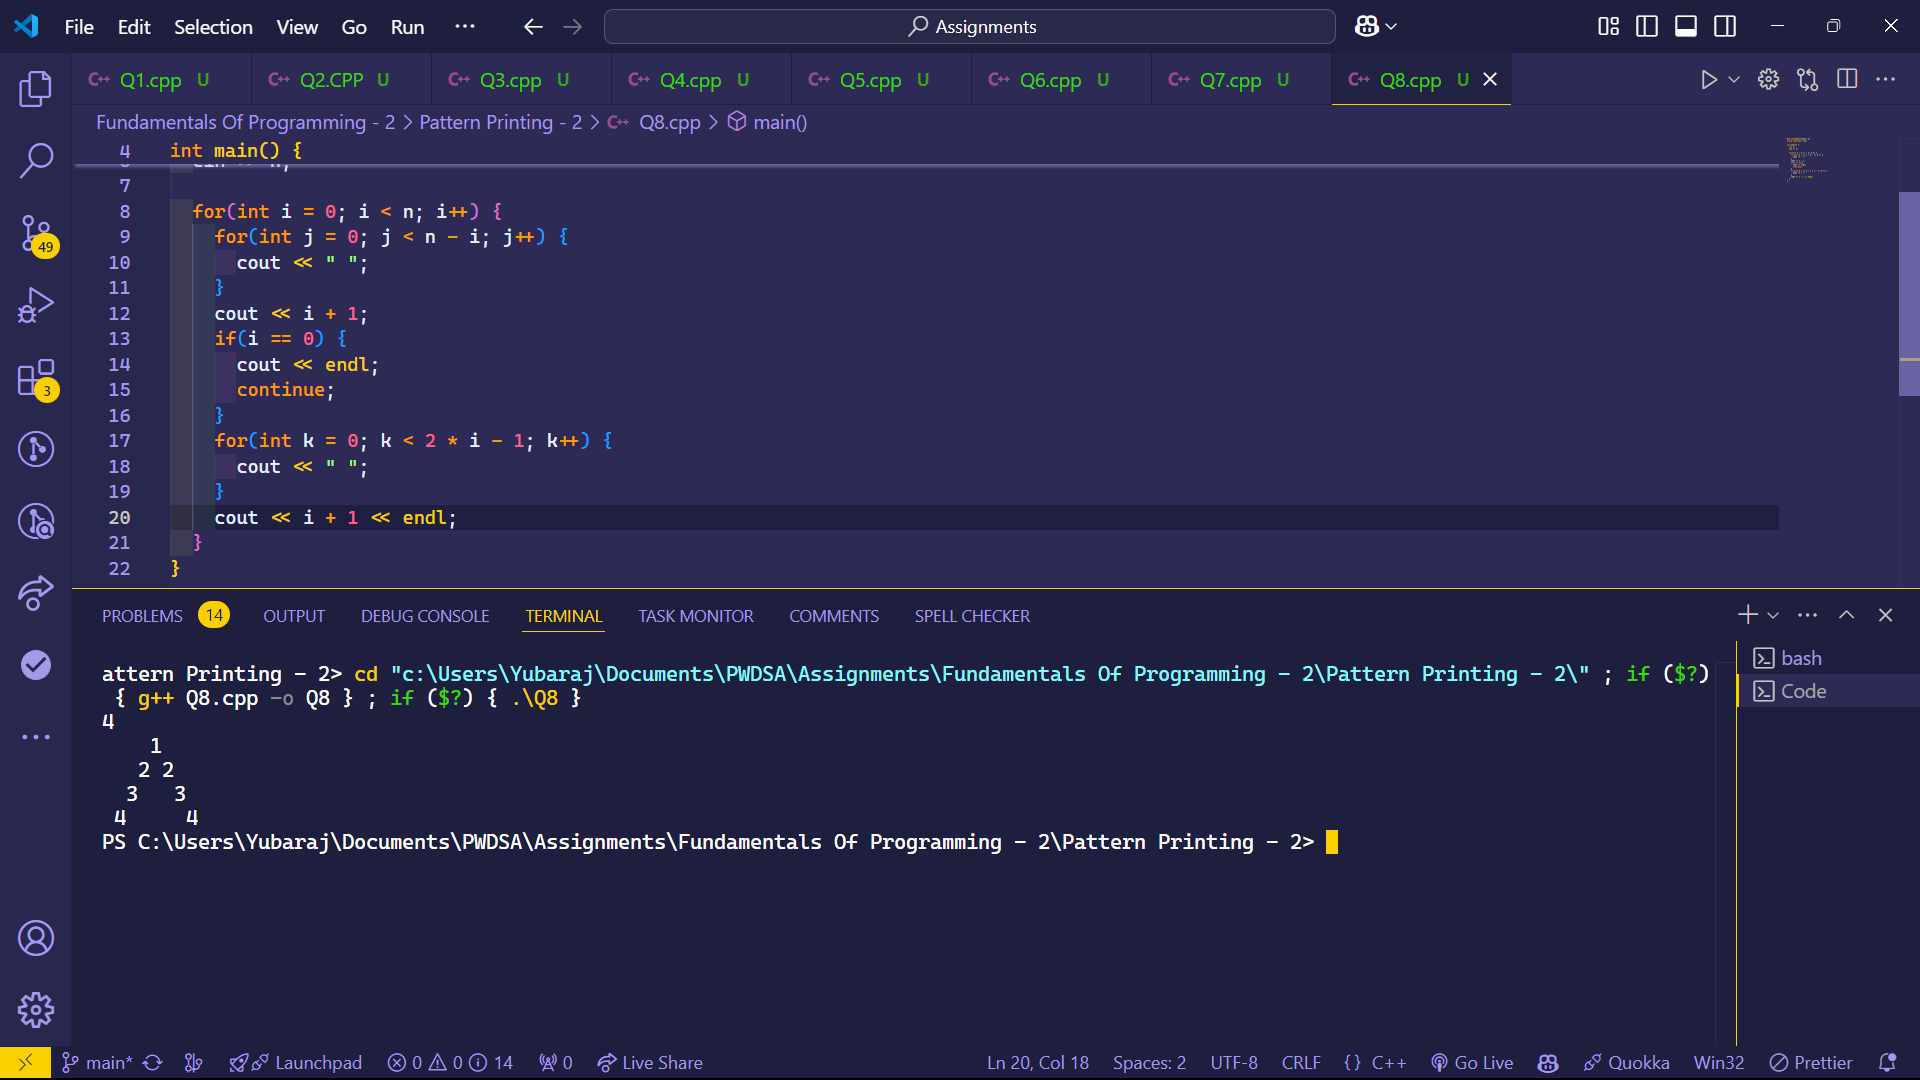 File Edit Selection View Go Run ··· Assignments
Q1.cpp U Q2.CPP U Q3.cpp U Q4.cpp U Q5.cpp U Q6.cpp U Q7.cpp U Q8.cpp U
Fundamentals Of Programming - 2 > Pattern Printing - 2 > Q8.cpp > main()
4 int main() {
7
8 for(int i = 0; i < n; i++) {
9 for(int j = 0; j < n - i; j++) {
10 cout << " ";
11 }
12 cout << i + 1;
13 if(i == 0) {
14 cout << endl;
15 continue;
16 }
17 for(int k = 0; k < 2 * i - 1; k++) {
18 cout << " ";
19 }
20 cout << i + 1 << endl;
21 }
22 }
49
3
PROBLEMS 14 OUTPUT DEBUG CONSOLE TERMINAL TASK MONITOR COMMENTS SPELL CHECKER
attern Printing - 2> cd "c:\Users\Yubaraj\Documents\PWDSA\Assignments\Fundamentals Of Programming - 2\Pattern Printing - 2\" ; if ($?)
{ g++ Q8.cpp -o Q8 } ; if ($?) { .\Q8 }
4
1
2 2
3 3
4 4
PS C:\Users\Yubaraj\Documents\PWDSA\Assignments\Fundamentals Of Programming - 2\Pattern Printing - 2>
bash
Code
main* Launchpad 0 0 14 0 Live Share Ln 20, Col 18 Spaces: 2 UTF-8 CRLF {} C++ Go Live Quokka Win32 Prettier